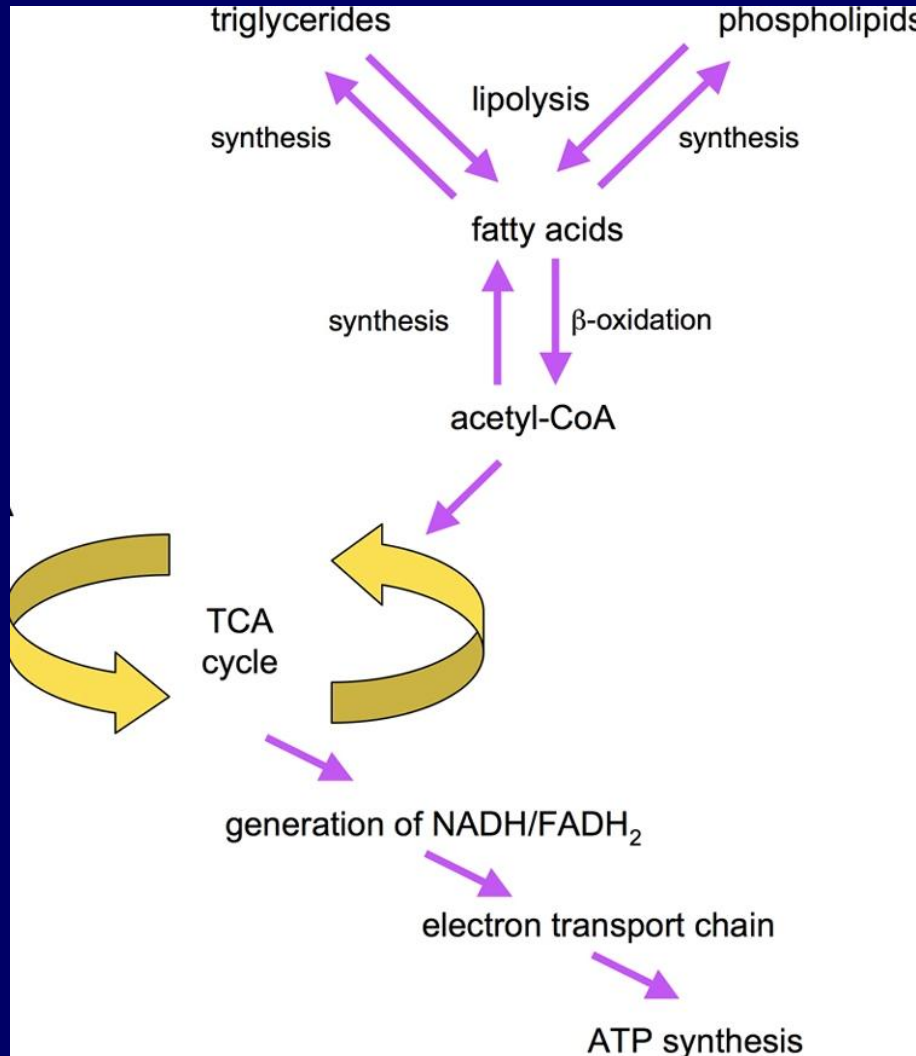 triglycerides
phospholipids
lipolysis
synthesis
synthesis
fatty acids
synthesis
β-oxidation
acetyl-CoA
TCA
cycle
generation of NADH/FADH₂
electron transport chain
ATP synthesis